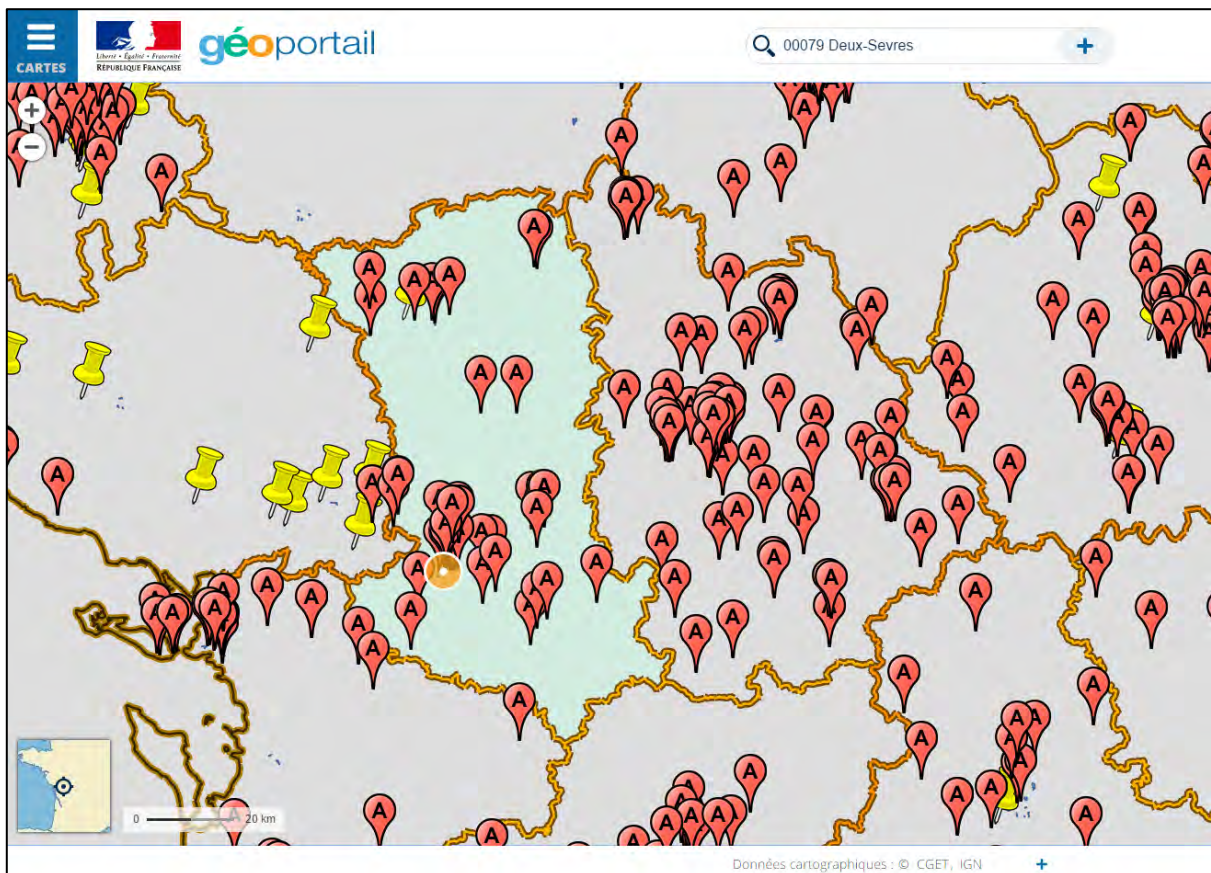 CARTES
Liberté • Égalité • Fraternité
RÉPUBLIQUE FRANÇAISE
géoportail
00079 Deux-Sevres
+
+
−
A
0 20 km
Données cartographiques : © CGET, IGN +